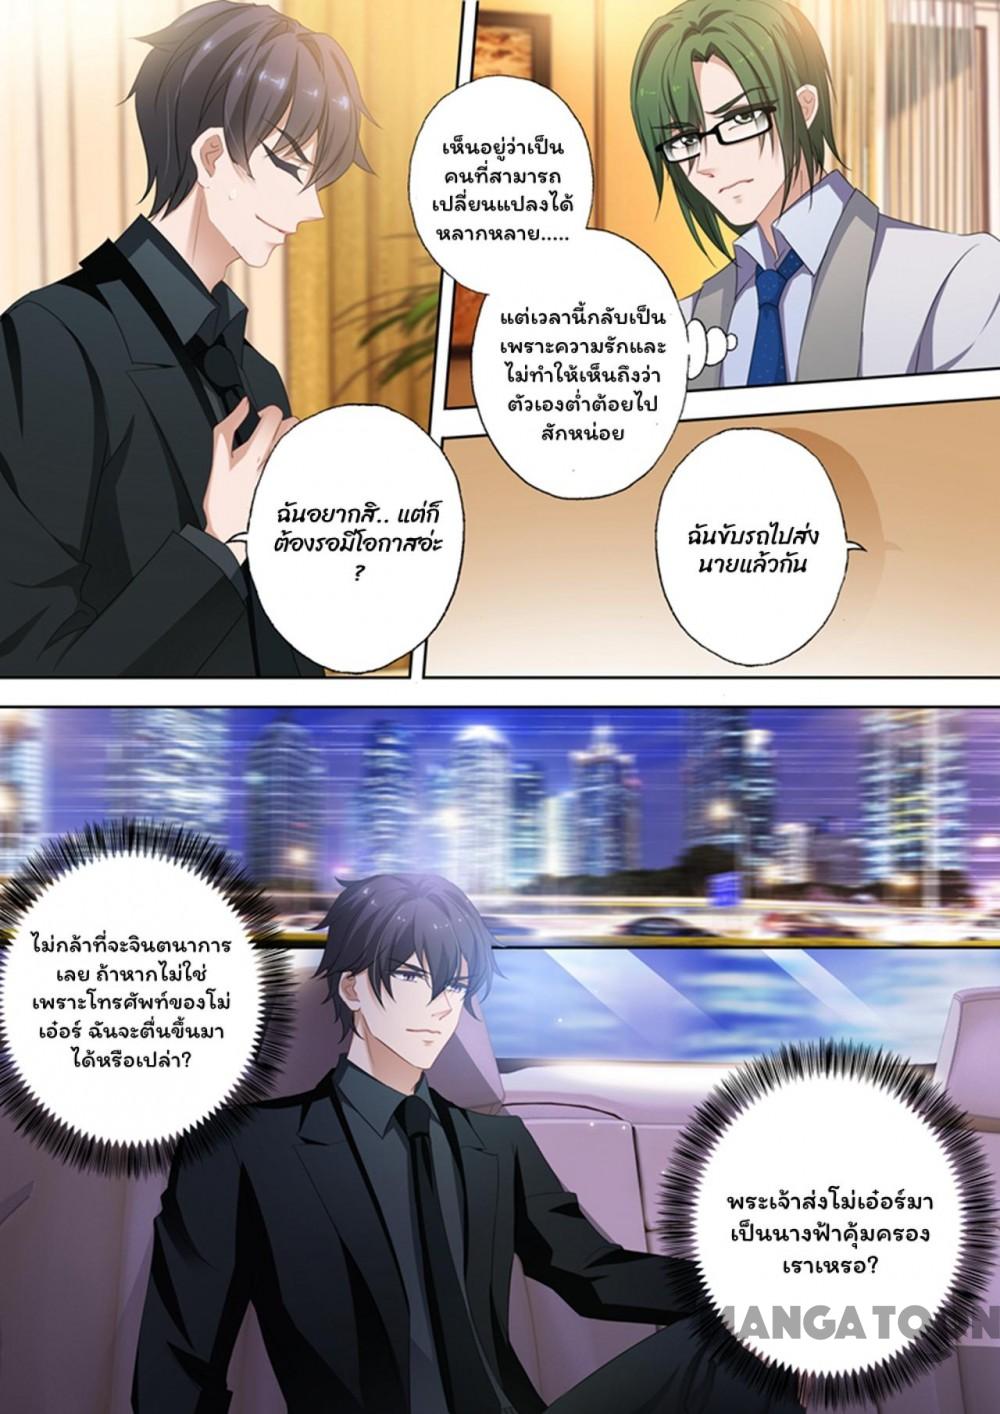 เห็นอยู่ว่าเป็น
คนที่สามารถ
เปลี่ยนแปลงได้
หลากหลาย.....
แต่เวลานี้กลับเป็น
เพราะความรักและ
ไม่ทำให้เห็นถึงว่า
ตัวเองต่ำต้อยไป
สักหน่อย
ฉันอยากสิ.. แต่ก็
ต้องรอมีโอกาสอ่ะ
?
ฉันขับรถไปส่ง
นายแล้วกัน
ไม่กล้าที่จะจินตนาการ
เลย ถ้าหากไม่ใช่
เพราะโทรศัพท์ของโม่
เอ๋อร์ ฉันจะตื่นขึ้นมา
ได้หรือเปล่า?
พระเจ้าส่งโม่เอ๋อร์มา
เป็นนางฟ้าคุ้มครอง
เราเหรอ?
MANGATOWN